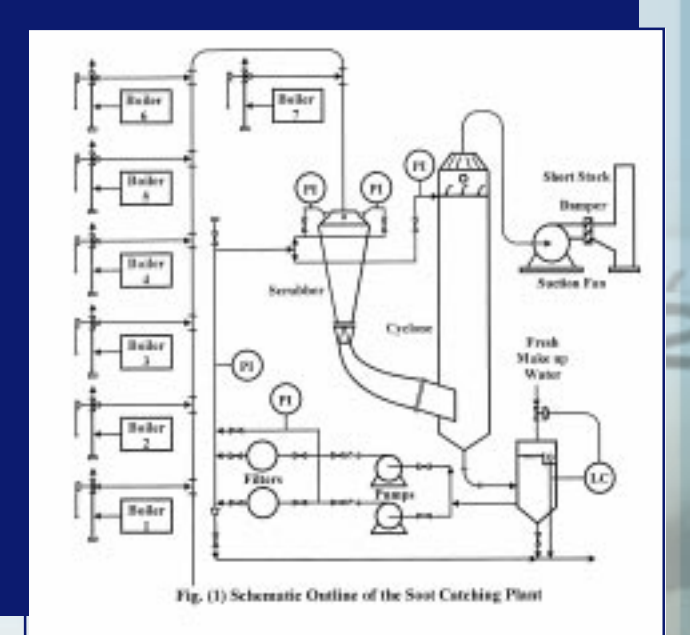 Boiler
6
Boiler
7
Boiler
5
Boiler
4
Boiler
3
Boiler
2
Boiler
1
PI
PI
PI
Short Stack
Damper
Suction Fan
Scrubber
Cyclone
PI
PI
Fresh
Make up
Water
Filters
Pumps
LC
Fig. (1) Schematic Outline of the Soot Catching Plant